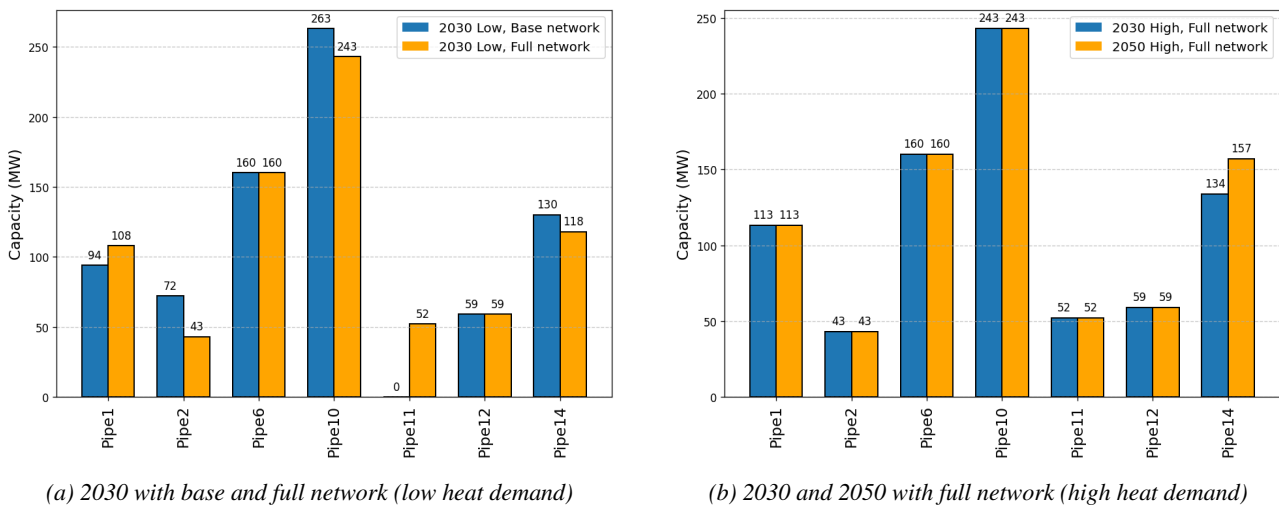 2030 Low, Base network
2030 Low, Full network
Capacity (MW)
250
200
150
100
50
0
94
108
72
43
160
160
263
243
0
52
59
59
130
118
Pipe1
Pipe2
Pipe6
Pipe10
Pipe11
Pipe12
Pipe14
(a) 2030 with base and full network (low heat demand)
2030 High, Full network
2050 High, Full network
Capacity (MW)
250
200
150
100
50
0
113
113
43
43
160
160
243
243
52
52
59
59
134
157
Pipe1
Pipe2
Pipe6
Pipe10
Pipe11
Pipe12
Pipe14
(b) 2030 and 2050 with full network (high heat demand)